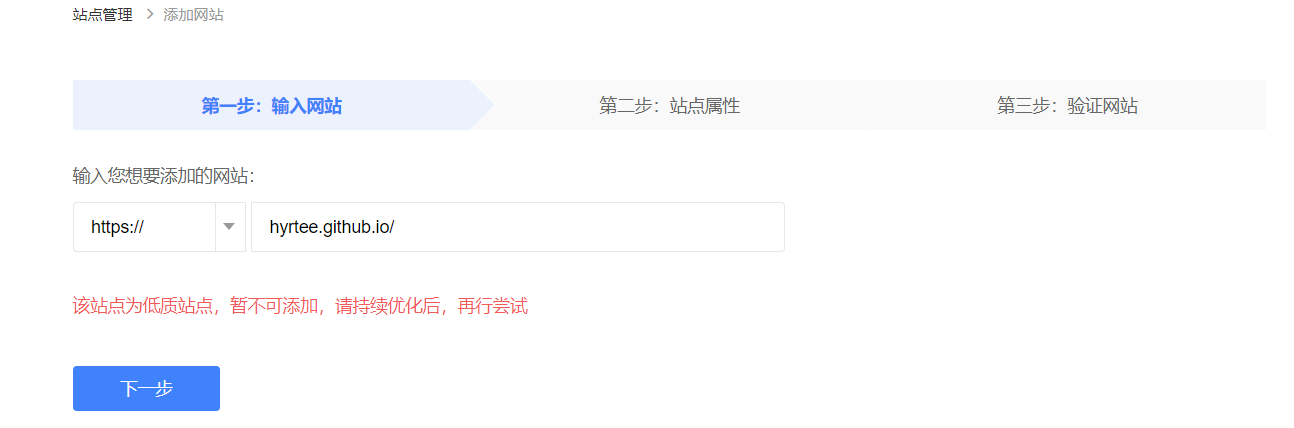 站点管理 > 添加网站
第一步：输入网站 第二步：站点属性 第三步：验证网站
输入您想要添加的网站：
https:// hyrtee.github.io/
该站点为低质站点，暂不可添加，请持续优化后，再行尝试
下一步